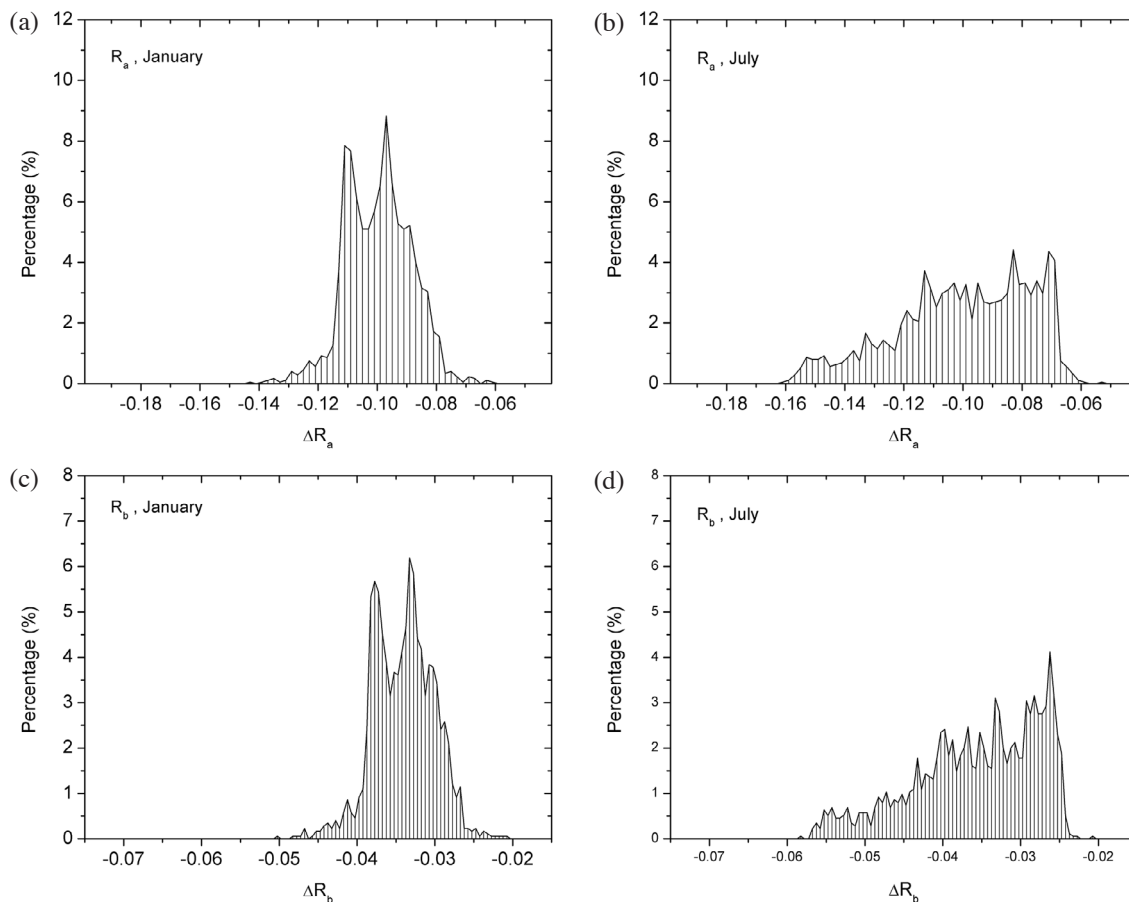 (a)
12
10
8
6
4
2
0
Percentage (%)
R_a , January
-0.18 -0.16 -0.14 -0.12 -0.10 -0.08 -0.06
ΔR_a
(b)
12
10
8
6
4
2
0
Percentage (%)
R_a , July
-0.18 -0.16 -0.14 -0.12 -0.10 -0.08 -0.06
ΔR_a
(c)
8
7
6
5
4
3
2
1
0
Percentage (%)
R_b , January
-0.07 -0.06 -0.05 -0.04 -0.03 -0.02
ΔR_b
(d)
8
7
6
5
4
3
2
1
0
Percentage (%)
R_b , July
-0.07 -0.06 -0.05 -0.04 -0.03 -0.02
ΔR_b